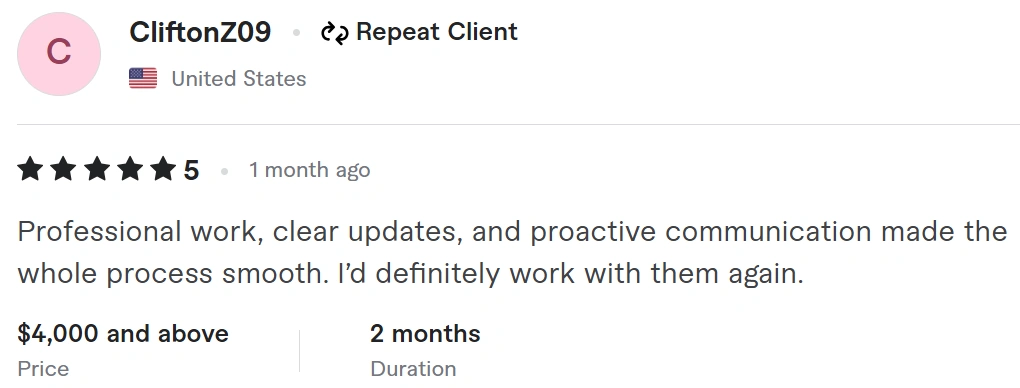 C
CliftonZ09 • Repeat Client
United States
5 • 1 month ago
Professional work, clear updates, and proactive communication made the
whole process smooth. I’d definitely work with them again.
$4,000 and above
2 months
Price
Duration